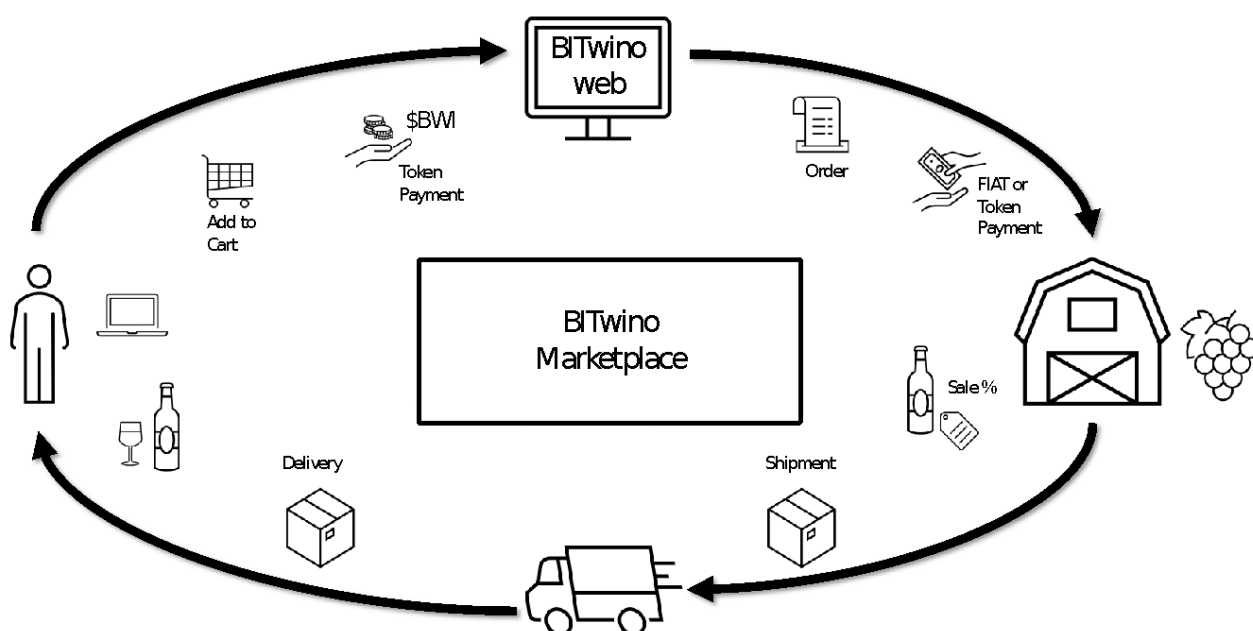 BITwino
web
$BWI
Token
Payment
Add to
Cart
Order
FIAT or
Token
Payment
BITwino
Marketplace
Sale %
Delivery
Shipment